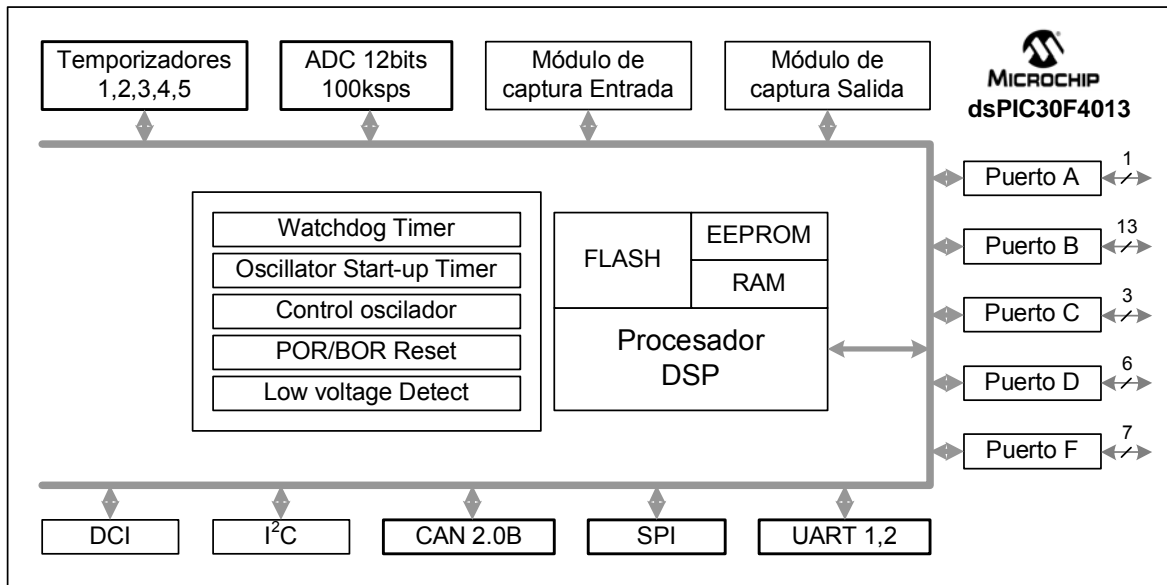 Temporizadores
1,2,3,4,5
ADC 12bits
100ksps
Módulo de
captura Entrada
Módulo de
captura Salida
MICROCHIP
dsPIC30F4013
Watchdog Timer
Oscillator Start-up Timer
Control oscilador
POR/BOR Reset
Low voltage Detect
FLASH
EEPROM
RAM
Procesador
DSP
Puerto A
1
Puerto B
13
Puerto C
3
Puerto D
6
Puerto F
7
DCI
I²C
CAN 2.0B
SPI
UART 1,2